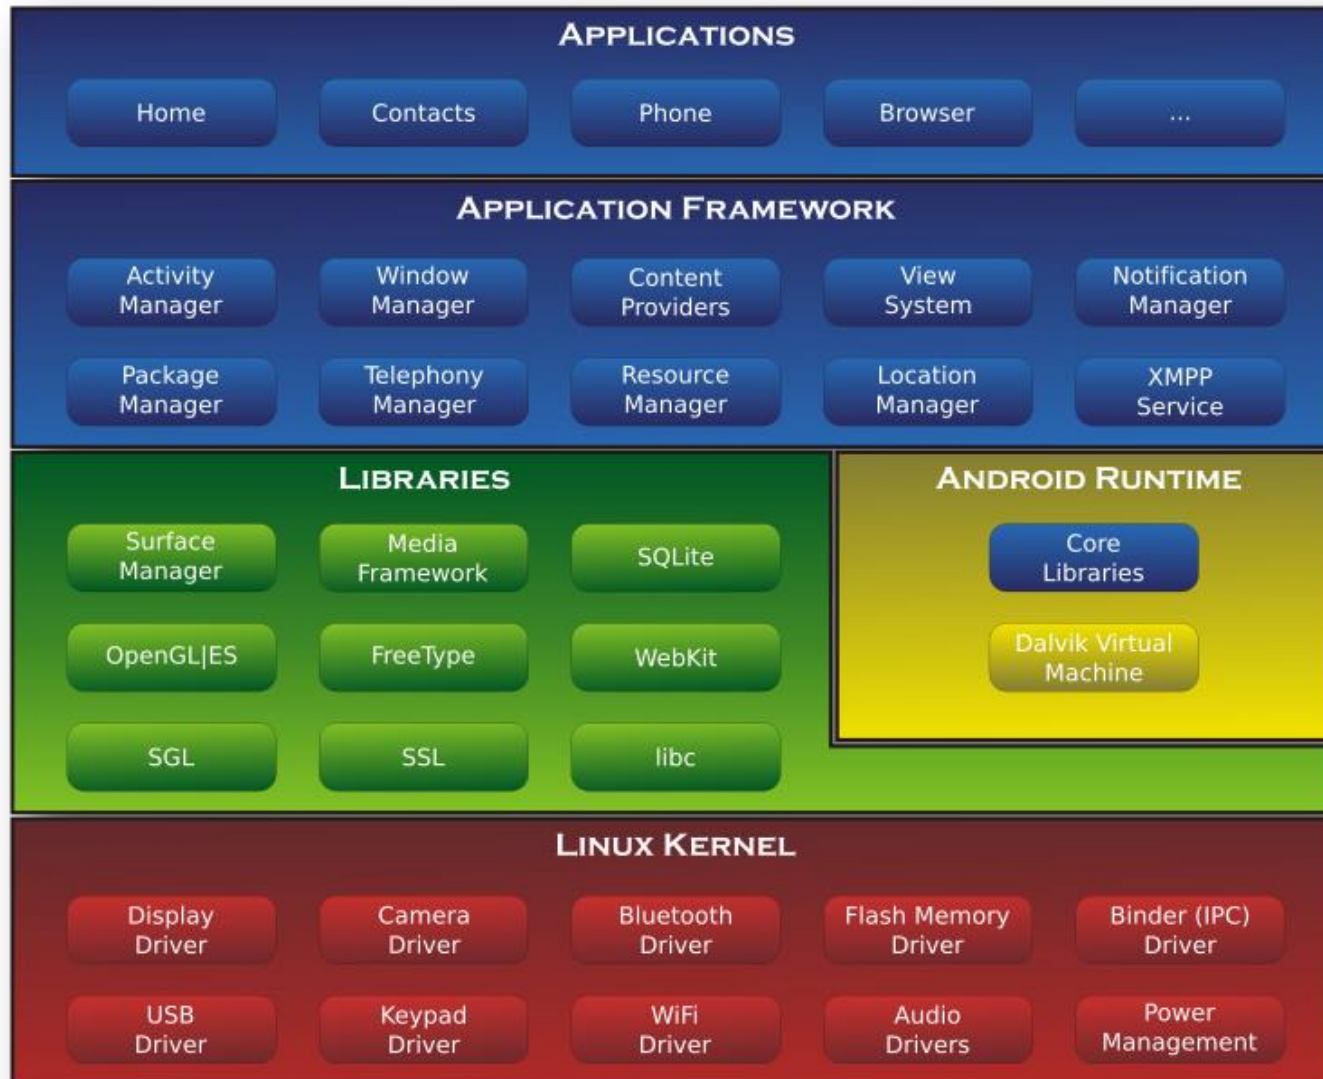 APPLICATIONS
Home
Contacts
Phone
Browser
...
APPLICATION FRAMEWORK
Activity
Manager
Window
Manager
Content
Providers
View
System
Notification
Manager
Package
Manager
Telephony
Manager
Resource
Manager
Location
Manager
XMPP
Service
LIBRARIES
Surface
Manager
Media
Framework
SQLite
OpenGL|ES
FreeType
WebKit
SGL
SSL
libc
ANDROID RUNTIME
Core
Libraries
Dalvik Virtual
Machine
LINUX KERNEL
Display
Driver
Camera
Driver
Bluetooth
Driver
Flash Memory
Driver
Binder (IPC)
Driver
USB
Driver
Keypad
Driver
WiFi
Driver
Audio
Drivers
Power
Management